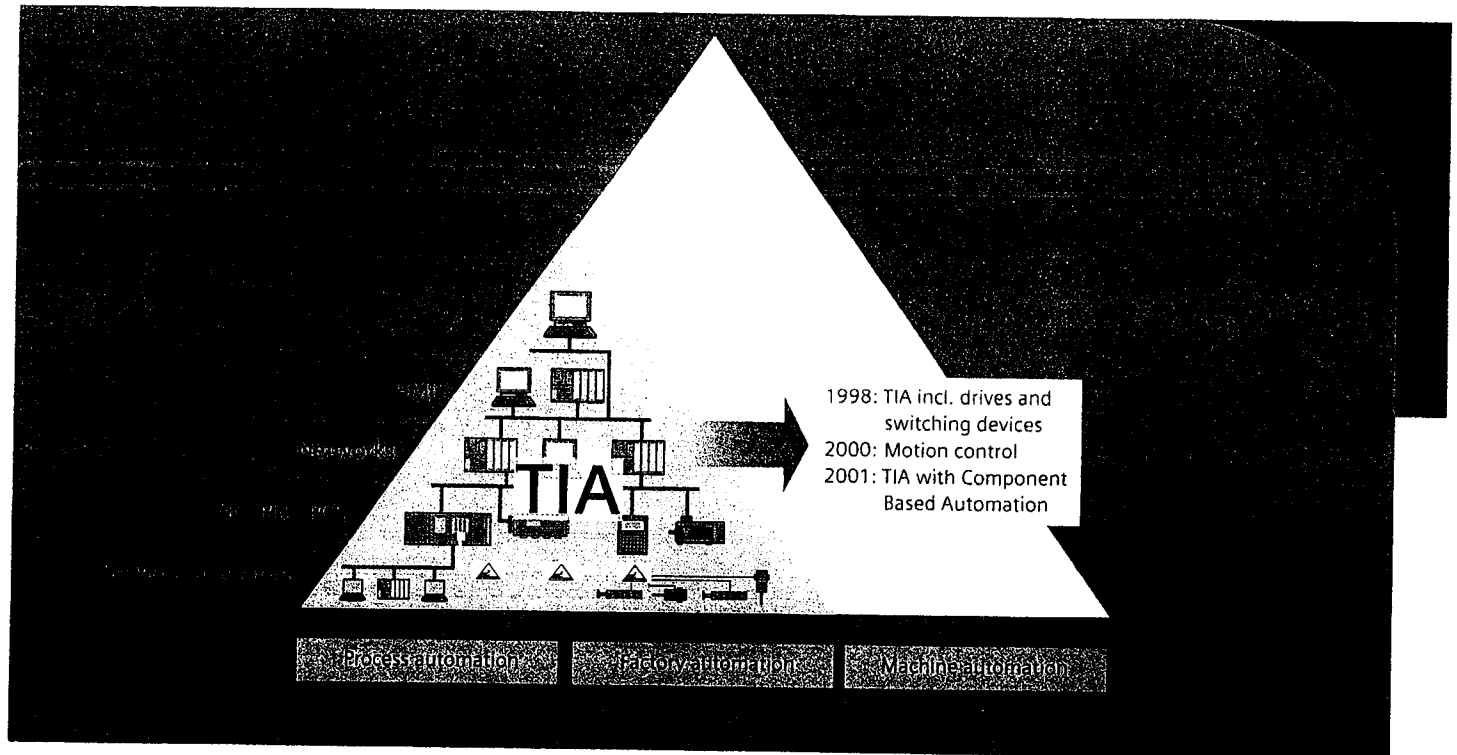 1998: TIA incl. drives and
switching devices
2000: Motion control
2001: TIA with Component
Based Automation
TIA
Process automation
Factory automation
Machine automation